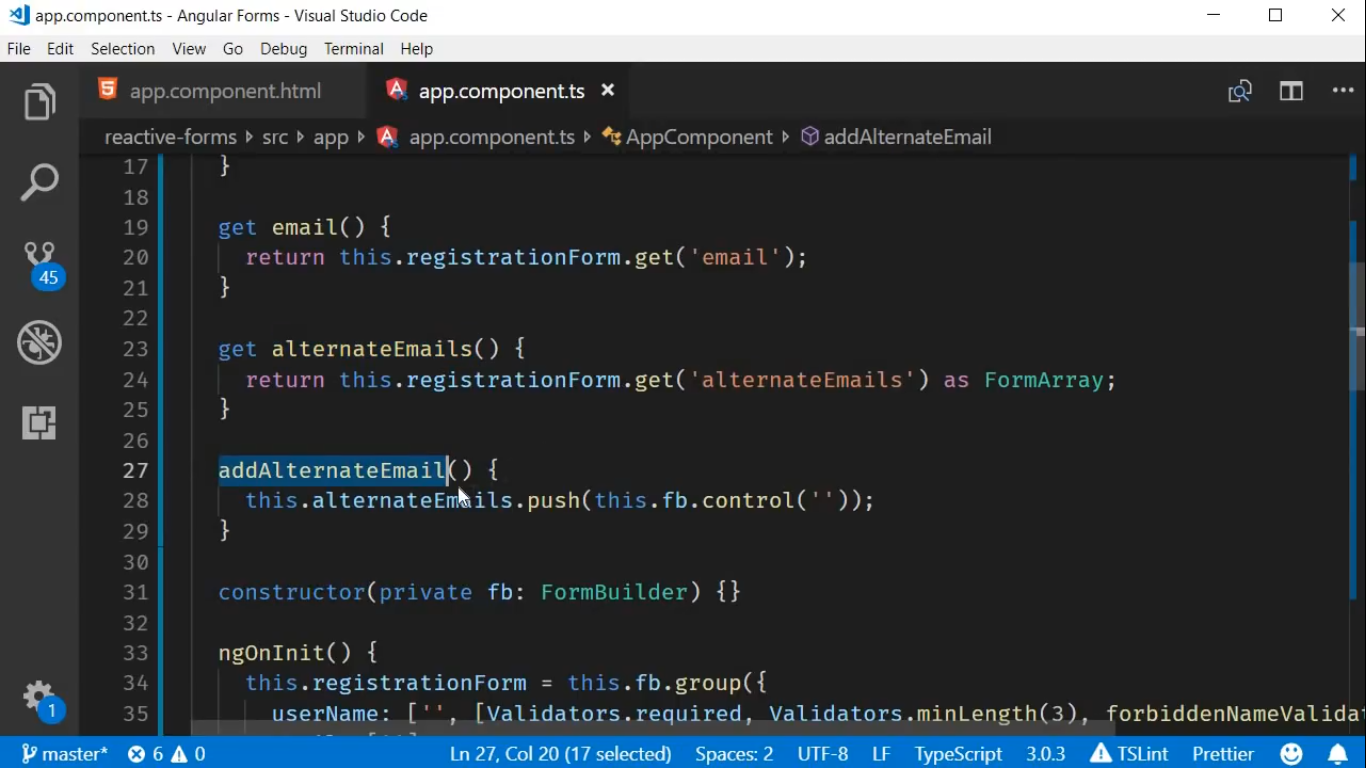 app.component.ts - Angular Forms - Visual Studio Code
File Edit Selection View Go Debug Terminal Help
app.component.html app.component.ts
reactive-forms src app app.component.ts AppComponent addAlternateEmail
17 }
18
19 get email() {
20 return this.registrationForm.get('email');
21 }
22
23 get alternateEmails() {
24 return this.registrationForm.get('alternateEmails') as FormArray;
25 }
26
27 addAlternateEmail() {
28 this.alternateEmails.push(this.fb.control(''));
29 }
30
31 constructor(private fb: FormBuilder) {}
32
33 ngOnInit() {
34 this.registrationForm = this.fb.group({
35 userName: ['', [Validators.required, Validators.minLength(3), forbiddenNameValidat
45
1
master* 6 0 Ln 27, Col 20 (17 selected) Spaces: 2 UTF-8 LF TypeScript 3.0.3 TSLint Prettier